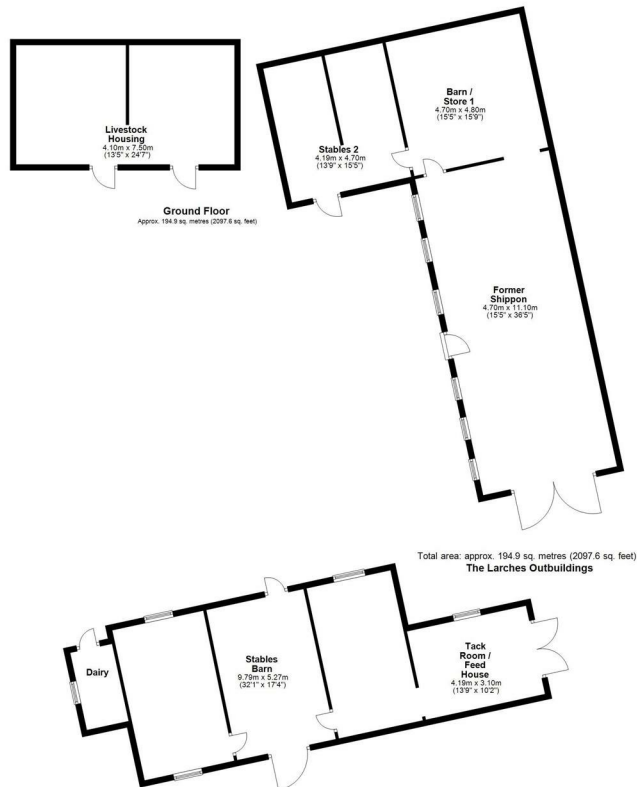 Livestock
Housing
4.10m x 7.50m
(13'5" x 24'7")
Ground Floor
Approx. 194.9 sq. metres (2097.6 sq. feet)
Barn /
Store 1
4.70m x 4.80m
(15'5" x 15'9")
Stables 2
4.19m x 4.70m
(13'9" x 15'5")
Former
Shippon
4.70m x 11.10m
(15'5" x 36'5")
Total area: approx. 194.9 sq. metres (2097.6 sq. feet)
The Larches Outbuildings
Dairy
Stables
Barn
9.79m x 5.27m
(32'1" x 17'4")
Tack
Room /
Feed
House
4.19m x 3.10m
(13'9" x 10'2")